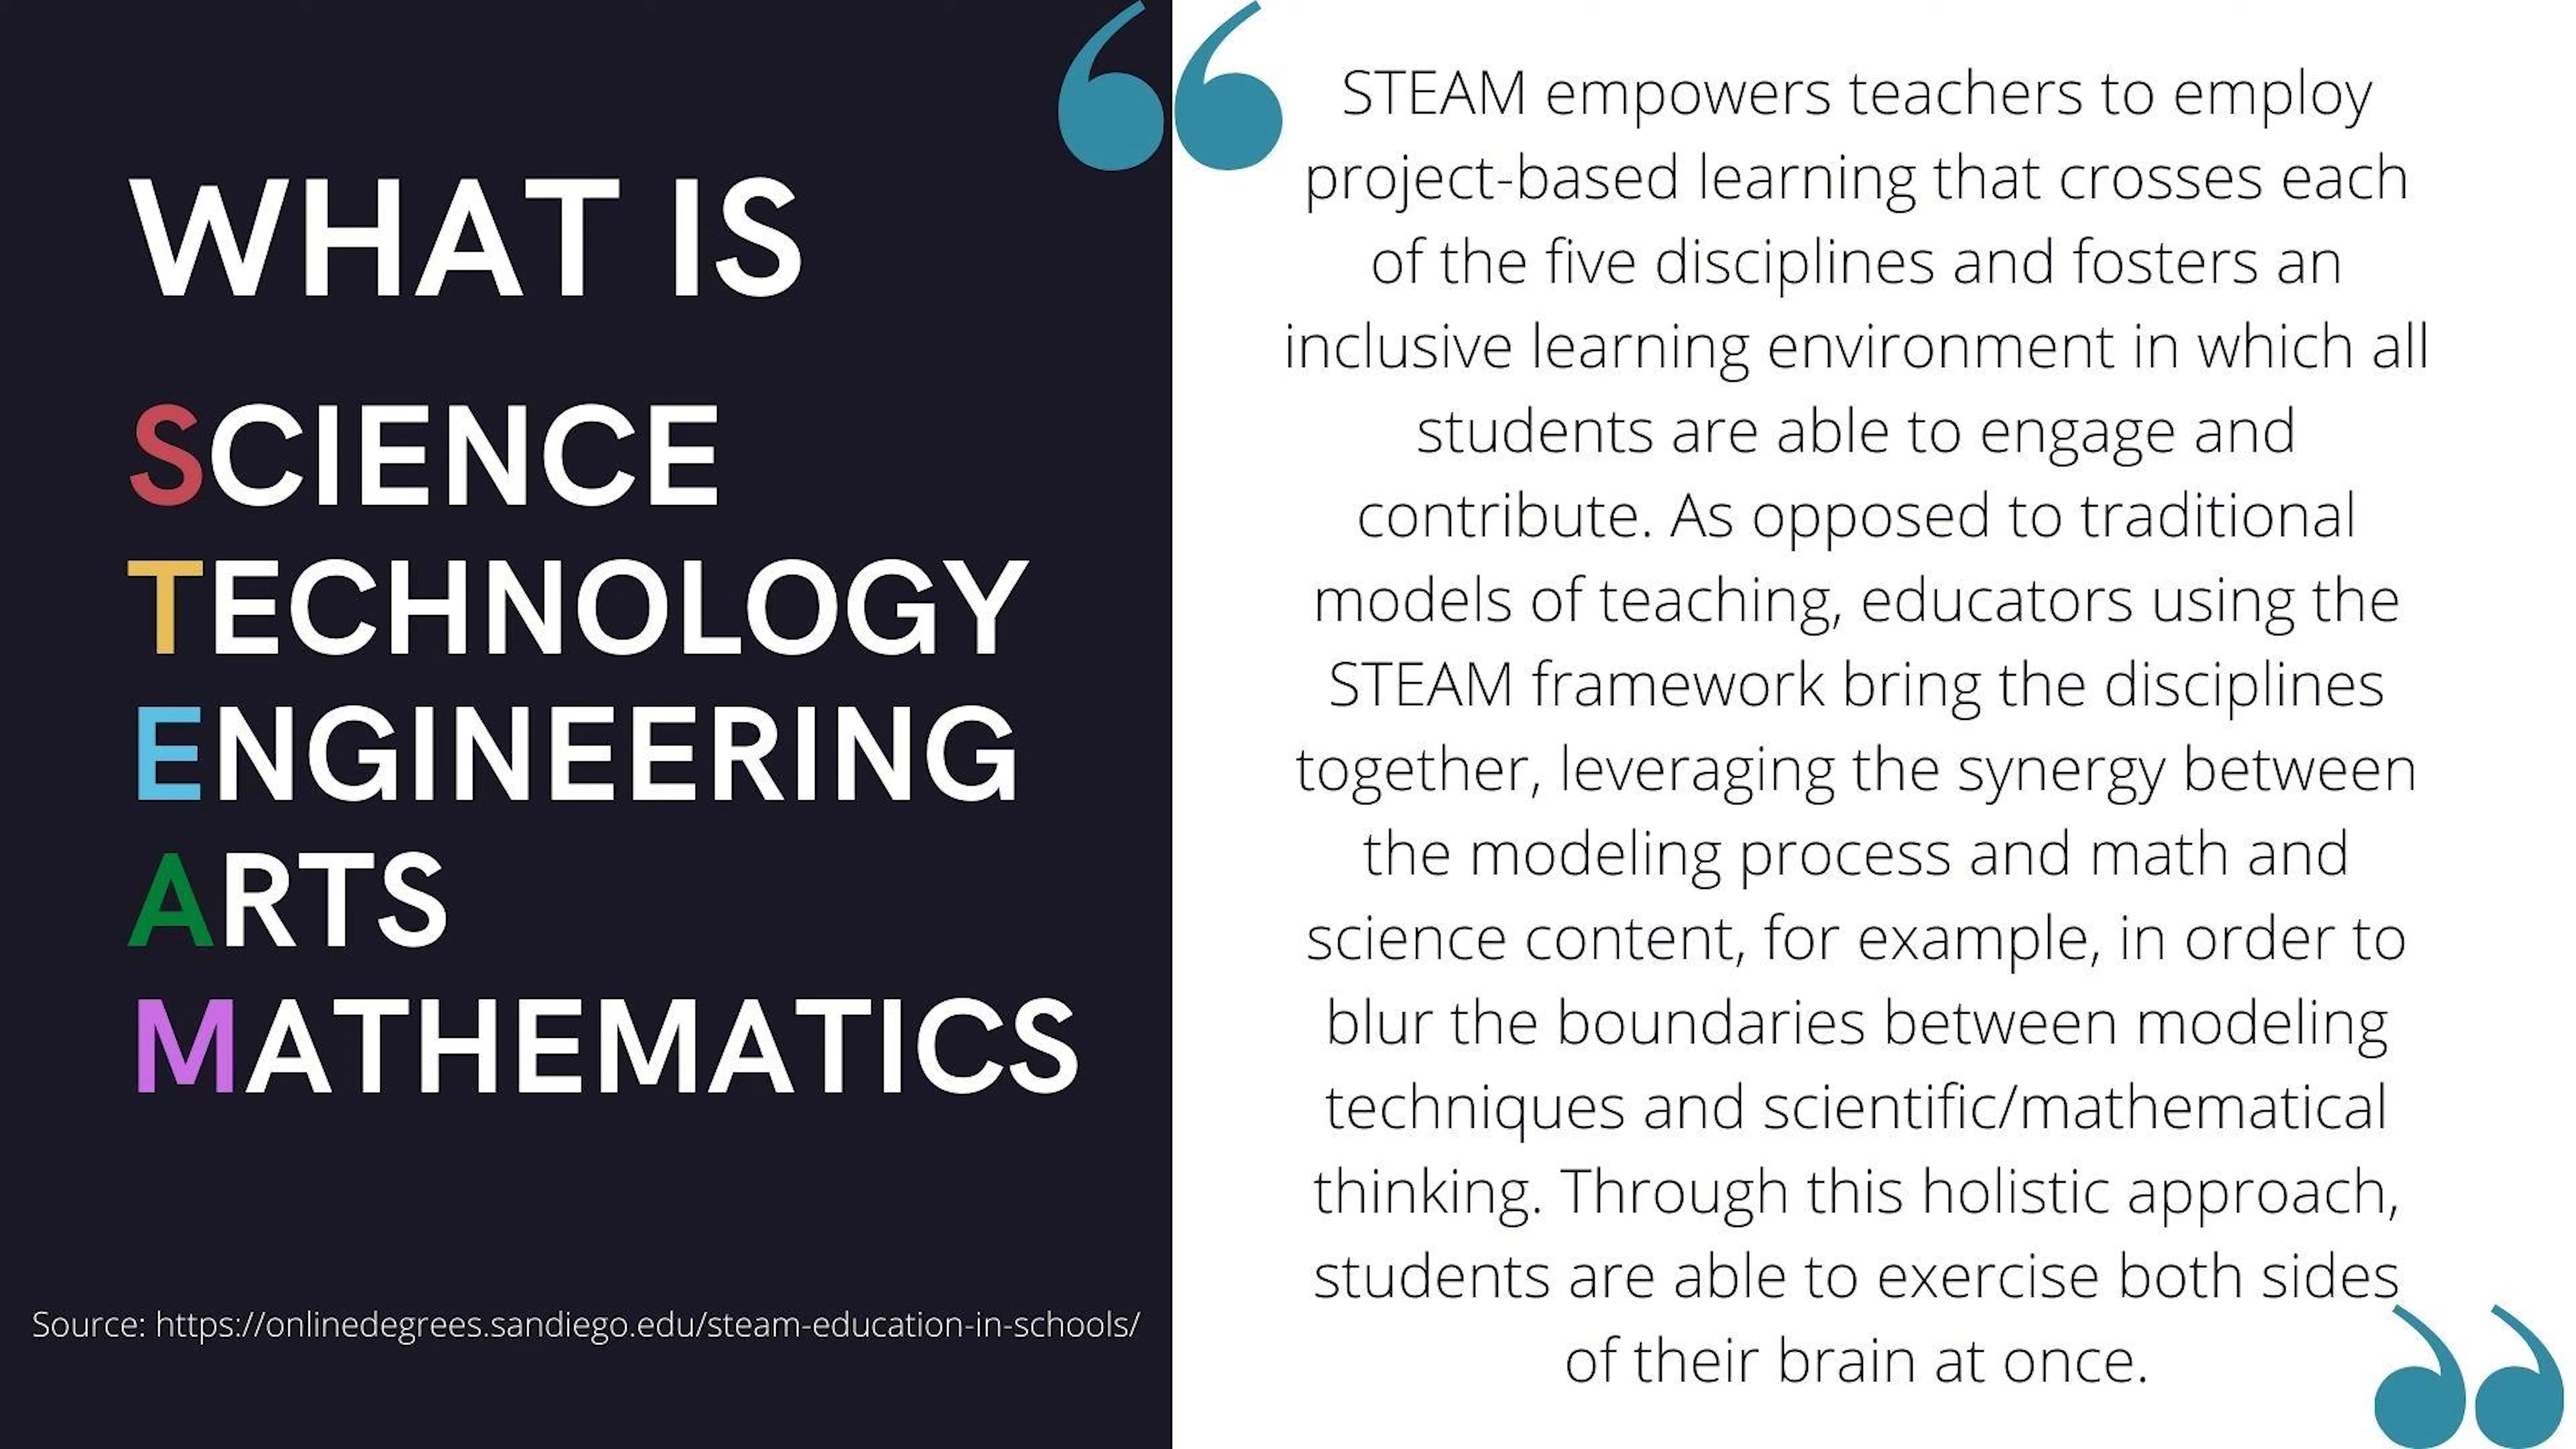 WHAT IS
SCIENCE
TECHNOLOGY
ENGINEERING
ARTS
MATHEMATICS
Source: https://onlinedegrees.sandiego.edu/steam-education-in-schools/
“
STEAM empowers teachers to employ
project-based learning that crosses each
of the five disciplines and fosters an
inclusive learning environment in which all
students are able to engage and
contribute. As opposed to traditional
models of teaching, educators using the
STEAM framework bring the disciplines
together, leveraging the synergy between
the modeling process and math and
science content, for example, in order to
blur the boundaries between modeling
techniques and scientific/mathematical
thinking. Through this holistic approach,
students are able to exercise both sides
of their brain at once.
”